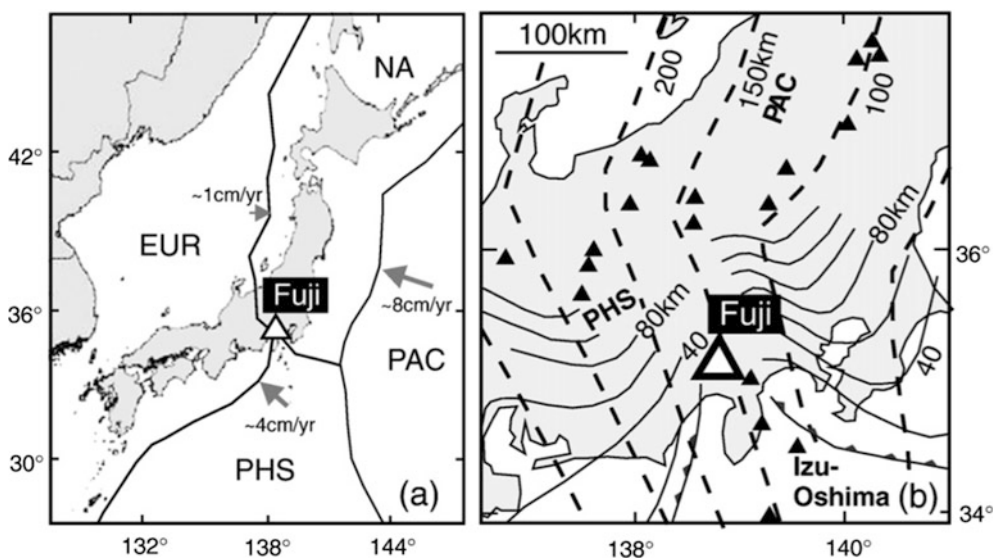 NA
42°
~1cm/yr
EUR
Fuji
36°
~8cm/yr
PAC
~4cm/yr
30°
PHS
(a)
132°
138°
144°
100km
200
150km
PAC
100
80km
36°
PHS
80km
Fuji
40
40
Izu-
Oshima
(b)
34°
138°
140°